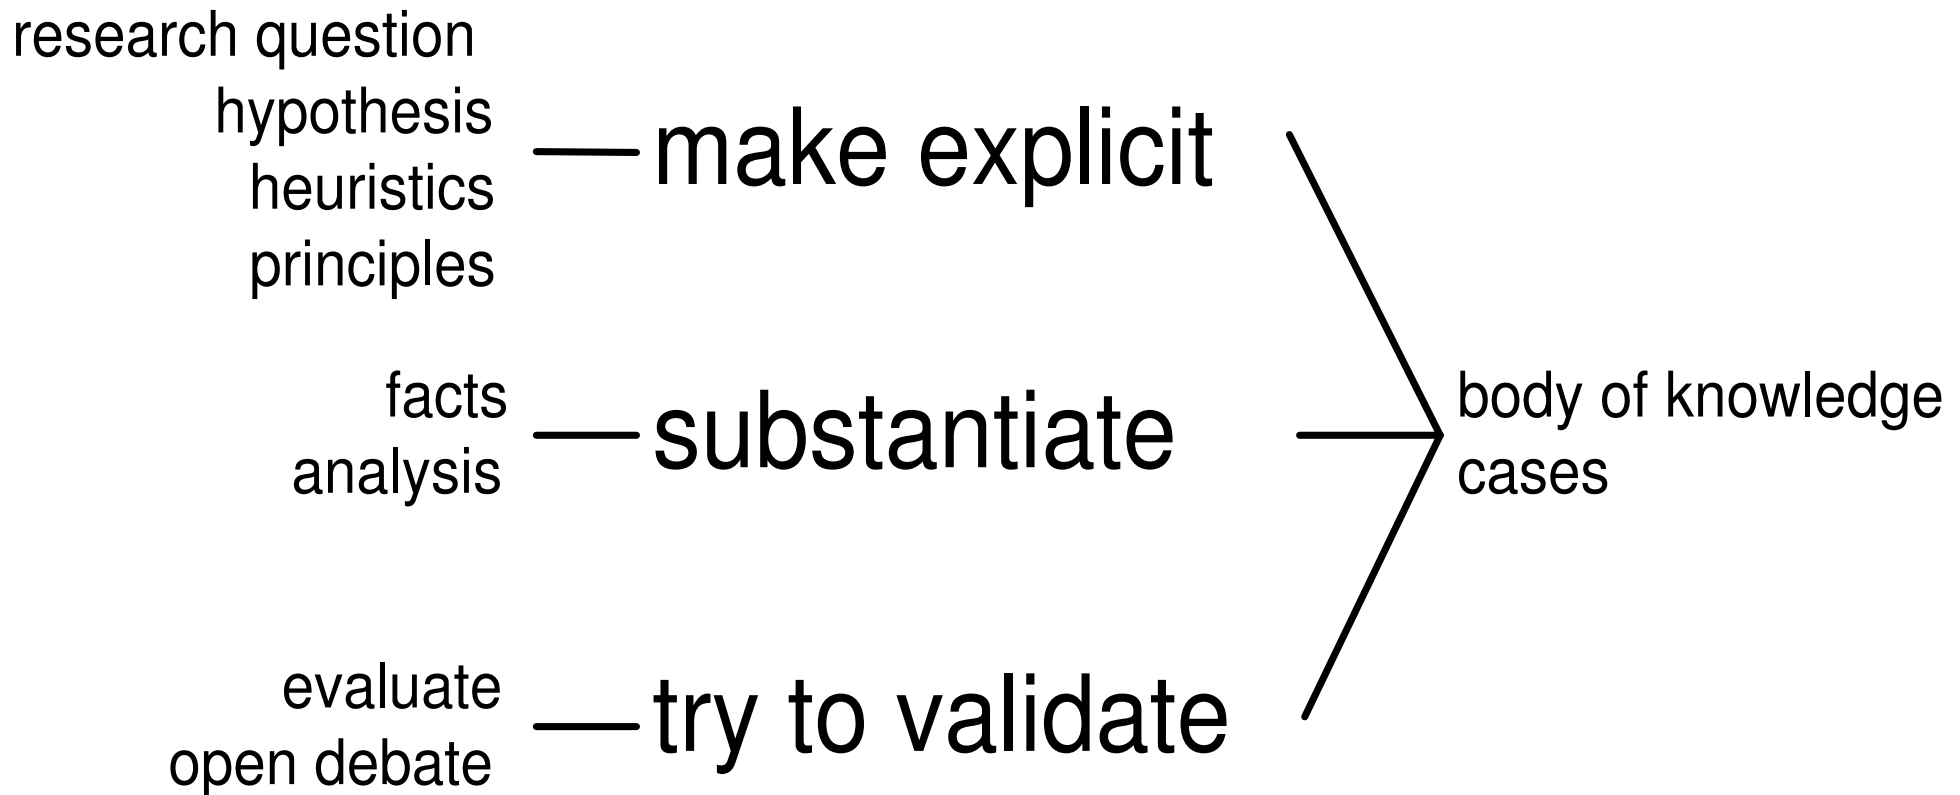 research question
hypothesis
heuristics
principles
make explicit
facts
analysis
substantiate
body of knowledge
cases
evaluate
open debate
try to validate